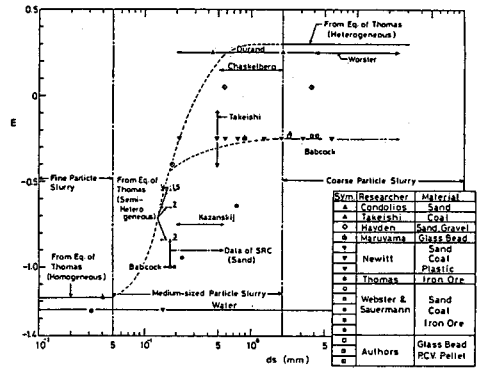 0.5
0
-0.5
-1.0
-1.4
m
From Eq of Thomas
(Heterogeneous)
Durand
Worster
Chaskelberg
Takeishi
Babcock
Fine Particle
Slurry
From Eq of
Thomas
(Semi-
Hetero
geneous)
1.5
2
3
Kazanskij
Coarse Particle Slurry
Data of SRC
(Sand)
Babcock
From Eq of
Thomas
(Homogeneous)
Medium-sized Particle Slurry
Water
Sym. Researcher Material
Condolios Sand
Takeishi Coal
Hayden Sand, Gravel
Maruyama Glass Bead
Newitt Sand
Coal
Plastic
Thomas Iron Ore
Webster & Sauermann Sand
Coal
Iron Ore
Authors Glass Bead
P.C.V. Pellet
ds (mm)